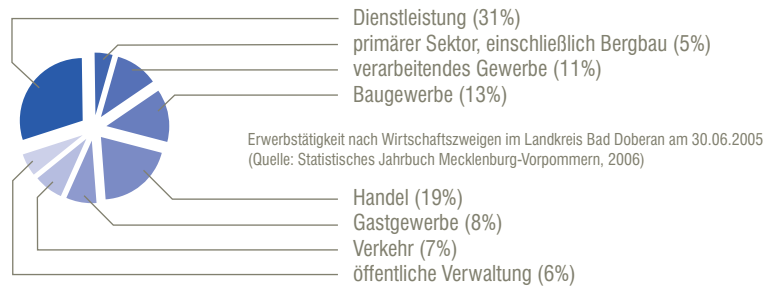 Dienstleistung (31%)
primärer Sektor, einschließlich Bergbau (5%)
verarbeitendes Gewerbe (11%)
Baugewerbe (13%)
Erwerbstätigkeit nach Wirtschaftszweigen im Landkreis Bad Doberan am 30.06.2005
(Quelle: Statistisches Jahrbuch Mecklenburg-Vorpommern, 2006)
Handel (19%)
Gastgewerbe (8%)
Verkehr (7%)
öffentliche Verwaltung (6%)